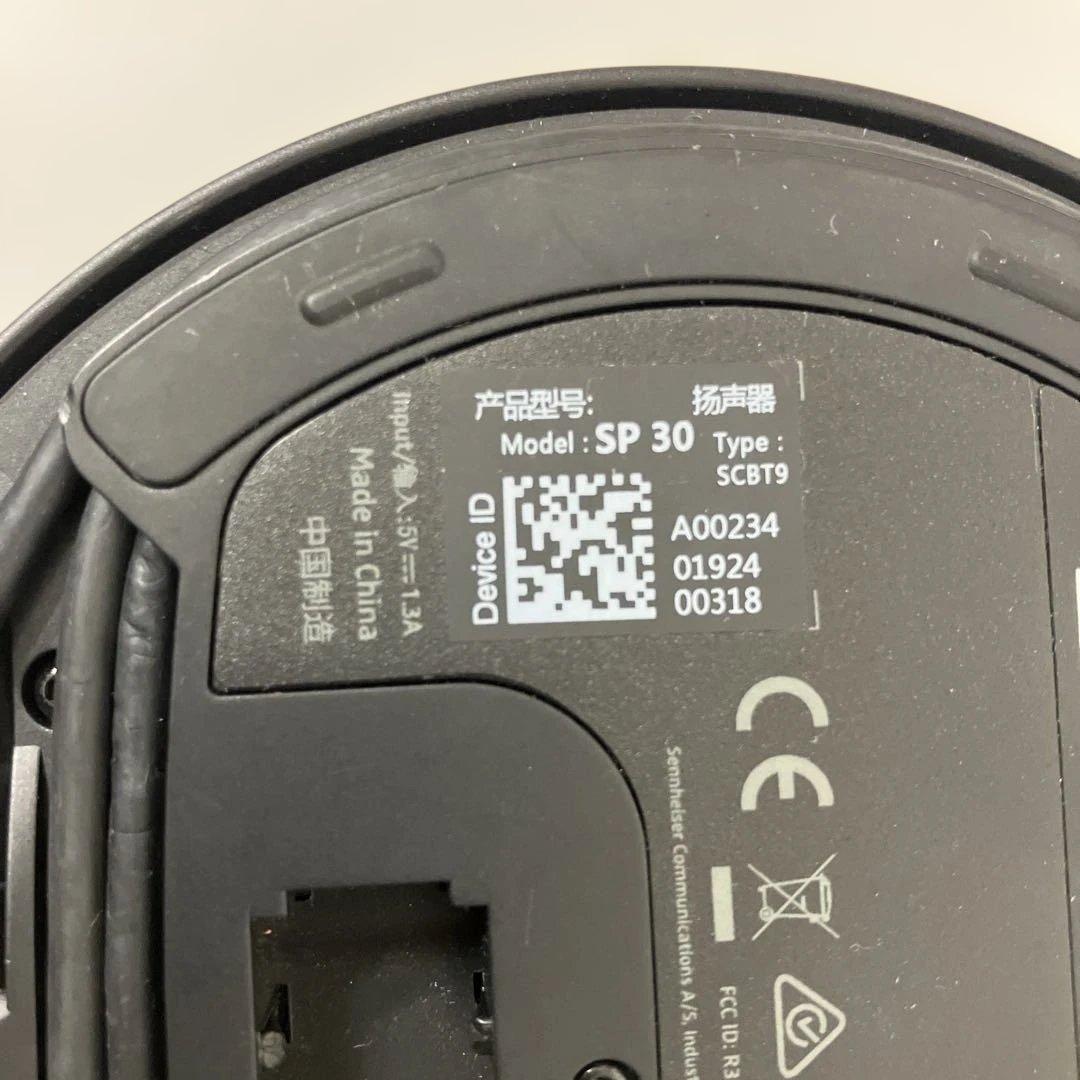 产品型号: 扬声器
Model : SP 30 Type :
SCBT9
Device ID
A00234
01924
00318
Input/输入:5V⎓1.3A
Made in China
中国制造
CE
Sennheiser Communications A/S, Indust
FCC ID: R3